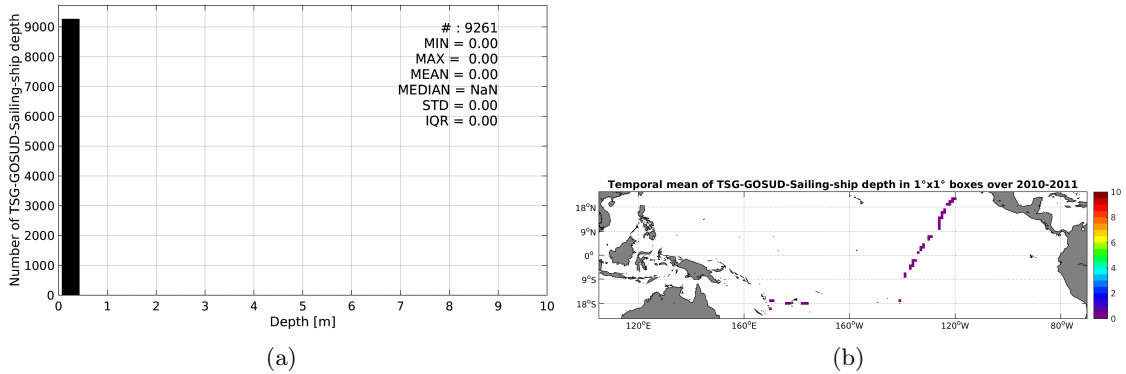 Number of TSG-GOSUD-Sailing-ship depth
9000
8000
7000
6000
5000
4000
3000
2000
1000
0
# : 9261
MIN = 0.00
MAX = 0.00
MEAN = 0.00
MEDIAN = NaN
STD = 0.00
IQR = 0.00
0 1 2 3 4 5 6 7 8 9 10
Depth [m]
(a)
Temporal mean of TSG-GOSUD-Sailing-ship depth in 1°x1° boxes over 2010-2011
18°N
9°N
0°
9°S
18°S
120°E 160°E 160°W 120°W 80°W
10
8
6
4
2
0
(b)